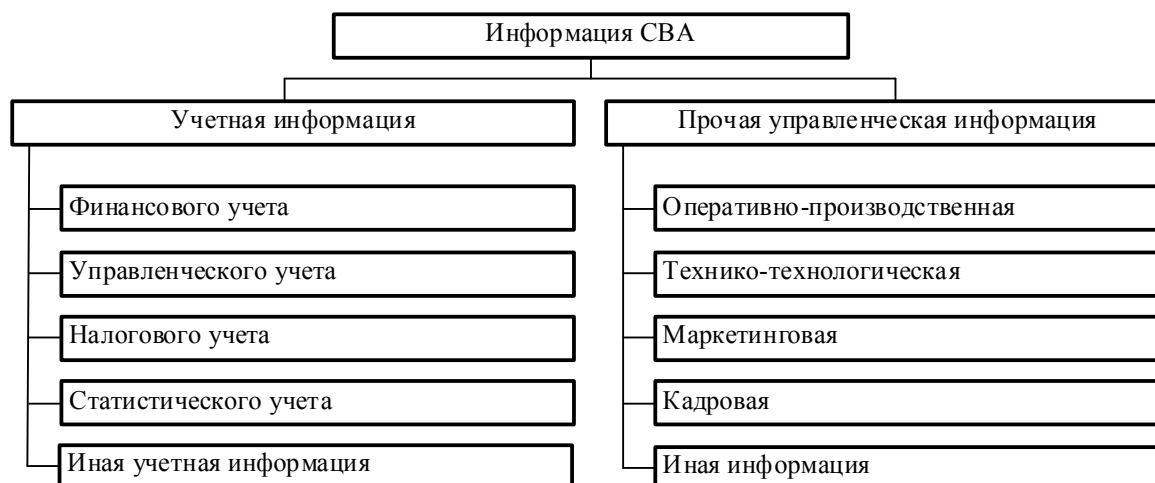 Информация СВА
Учетная информация
Прочая управленческая информация
Финансового учета
Управленческого учета
Налогового учета
Статистического учета
Иная учетная информация
Оперативно-производственная
Технико-технологическая
Маркетинговая
Кадровая
Иная информация